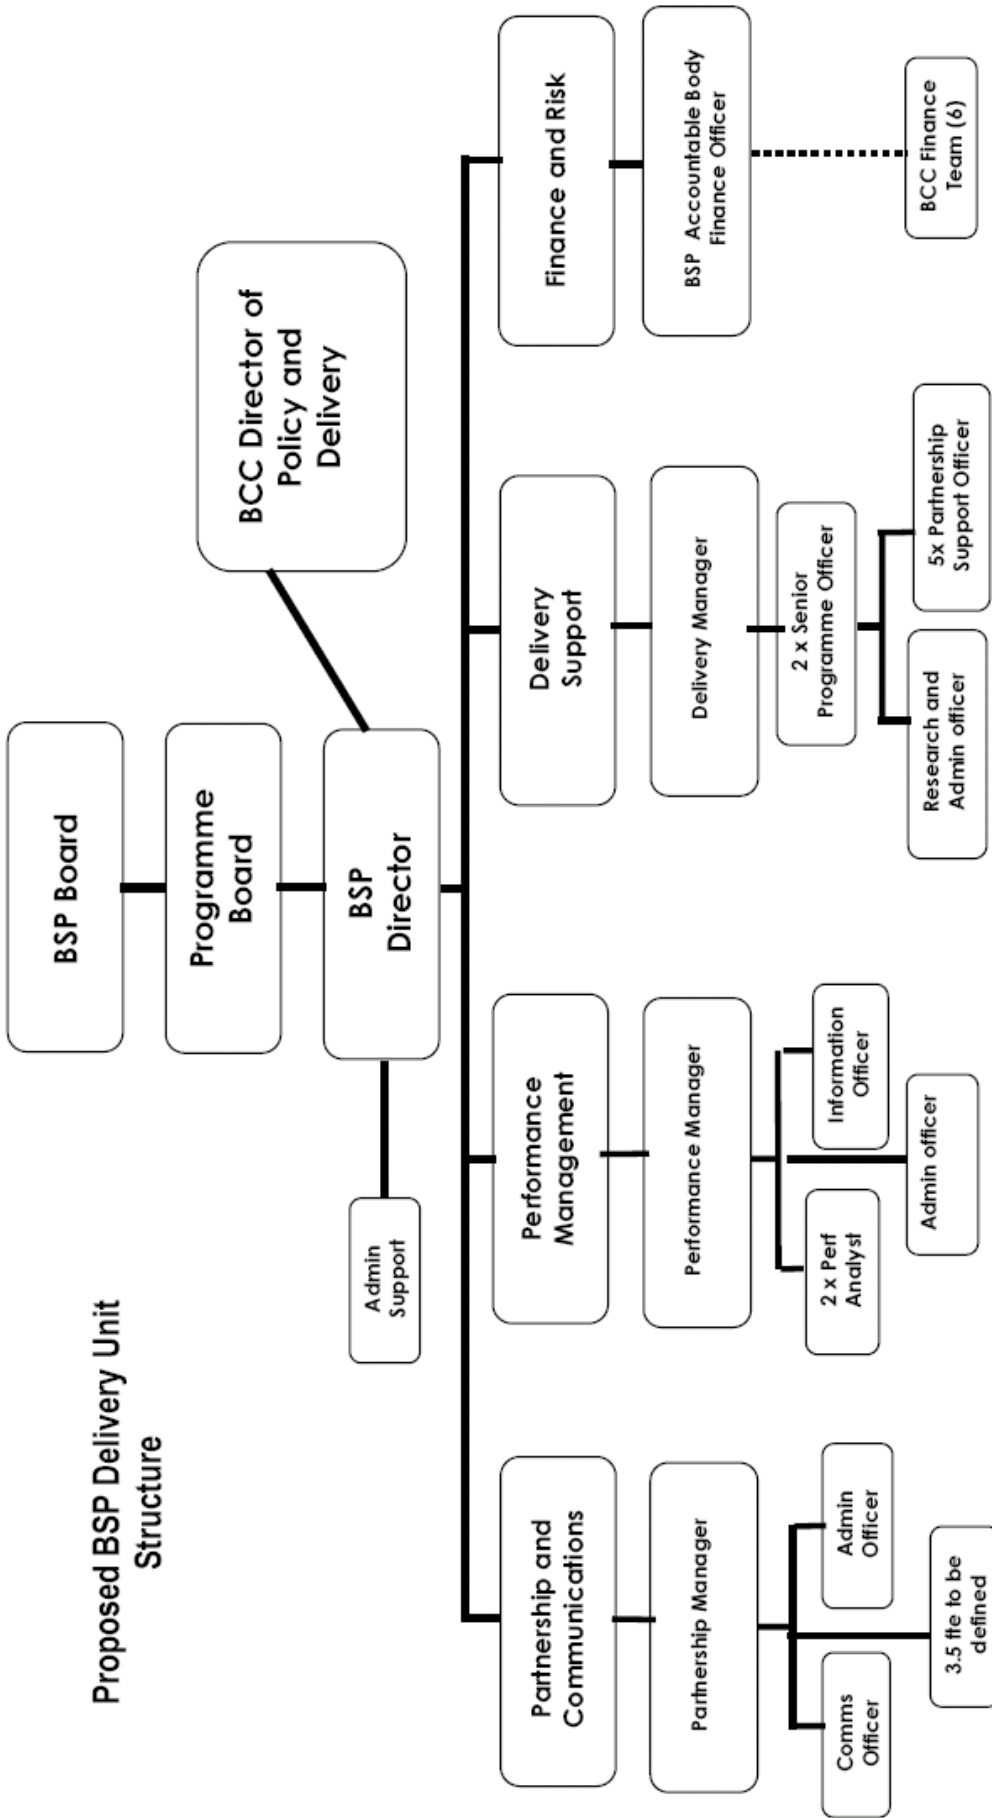 Proposed BSP Delivery Unit
Structure
BSP Board
Programme
Board
BSP
Director
BCC Director of
Policy and
Delivery
Admin
Support
Partnership and
Communications
Performance
Management
Delivery
Support
Finance and Risk
Partnership Manager
Performance Manager
Delivery Manager
BSP Accountable Body
Finance Officer
Comms
Officer
Admin
Officer
3.5 fte to be
defined
2 x Perf
Analyst
Information
Officer
Admin officer
2 x Senior
Programme Officer
Research and
Admin officer
5x Partnership
Support Officer
BCC Finance
Team (6)